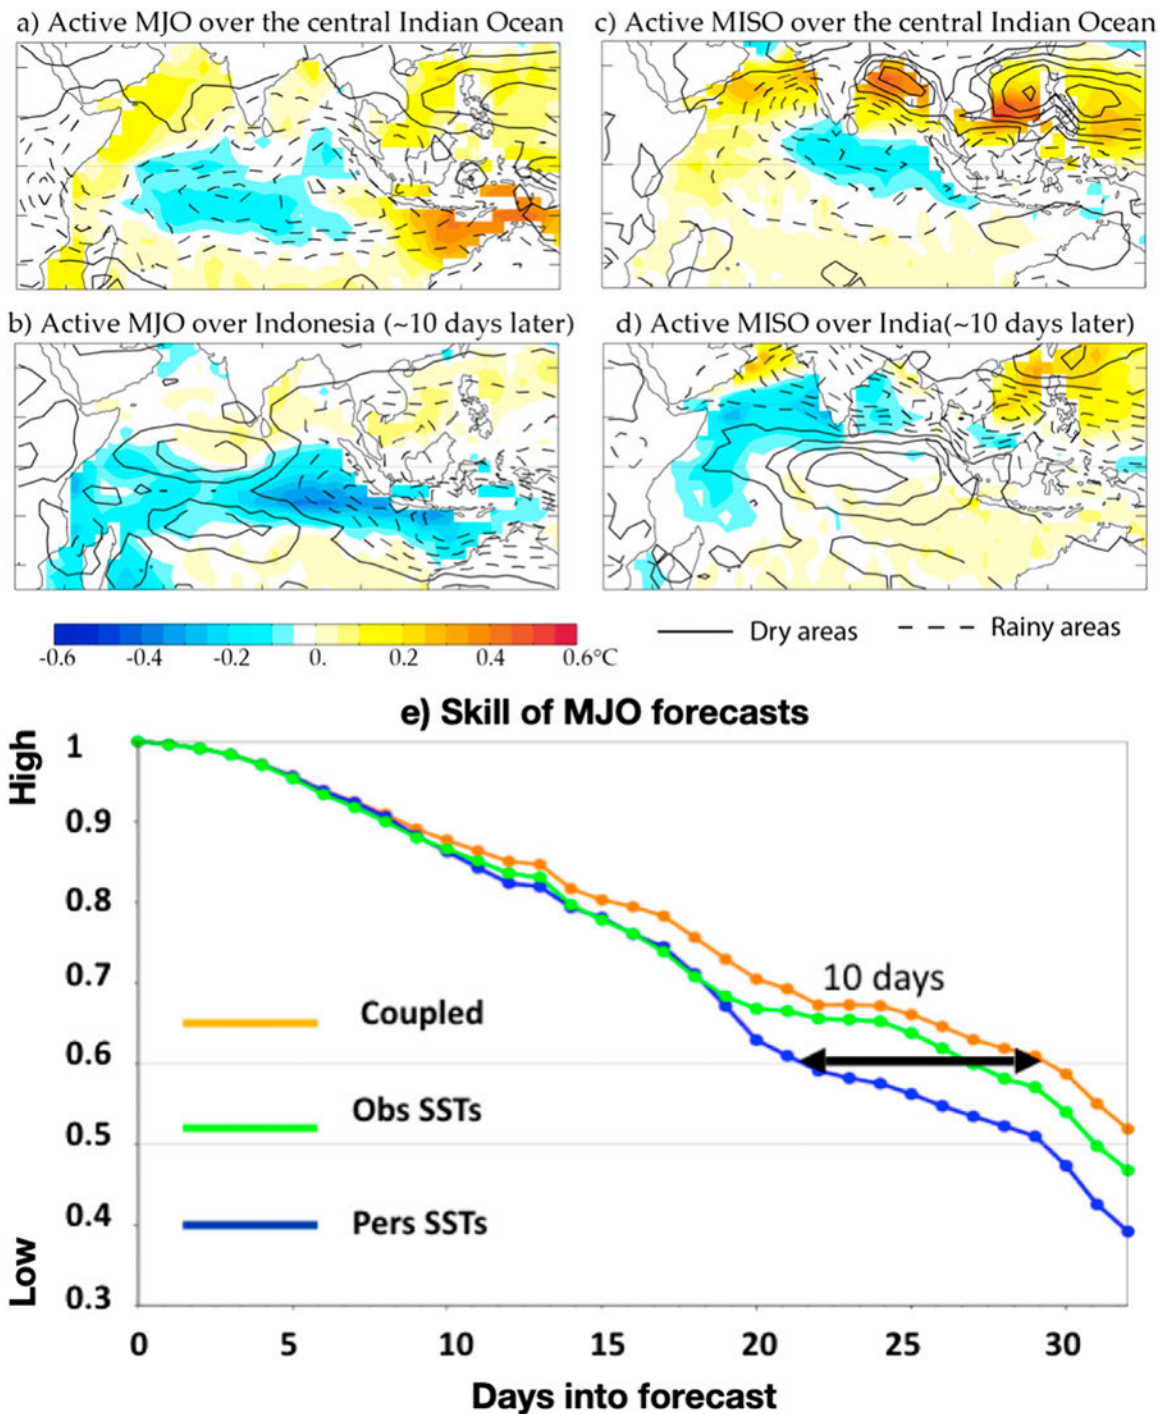 a) Active MJO over the central Indian Ocean
c) Active MISO over the central Indian Ocean
b) Active MJO over Indonesia (~10 days later)
d) Active MISO over India(~10 days later)
-0.6 -0.4 -0.2 0. 0.2 0.4 0.6°C
Dry areas
Rainy areas
e) Skill of MJO forecasts
High
Low
1
0.9
0.8
0.7
0.6
0.5
0.4
0.3
10 days
Coupled
Obs SSTs
Pers SSTs
0 5 10 15 20 25 30
Days into forecast